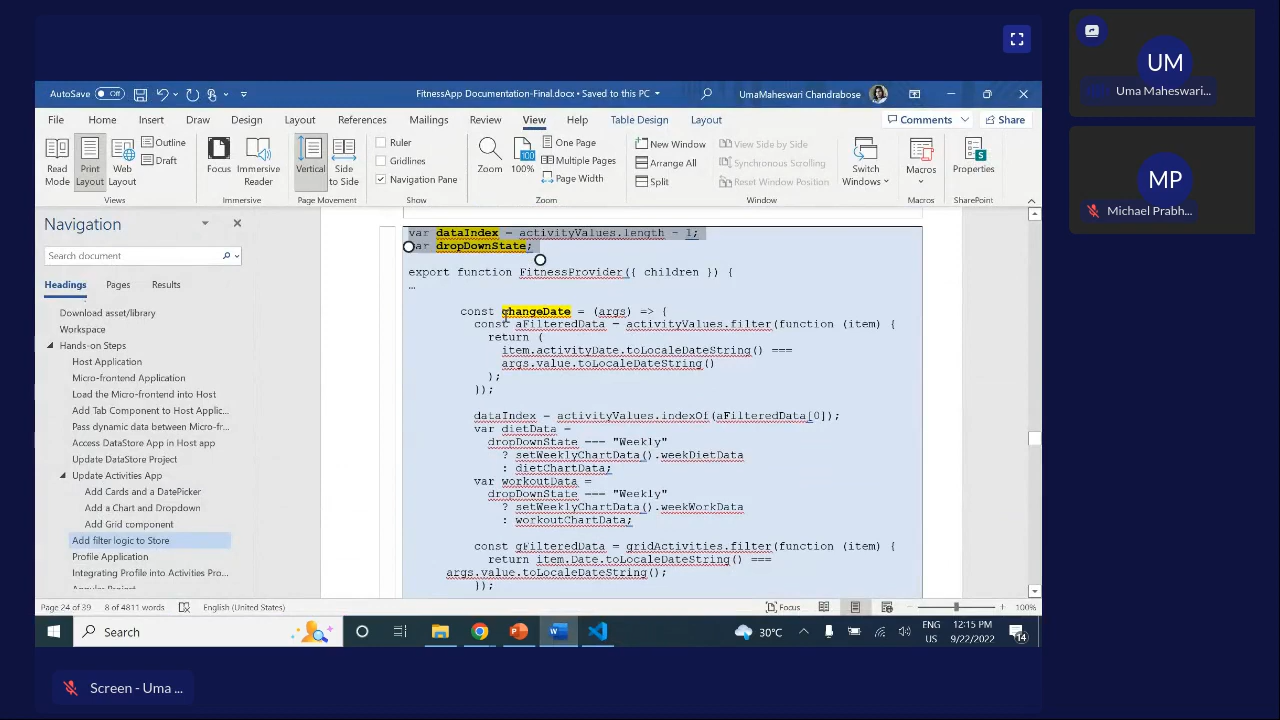 UM
Uma Maheswari...
MP
Michael Prabh...
AutoSave Off
FitnessApp Documentation-Final.docx • Saved to this PC
UmaMaheswari Chandrabose
File Home Insert Draw Design Layout References Mailings Review View Help Table Design Layout
Comments Share
Read Mode
Print Layout
Web Layout
Outline
Draft
Views
Focus
Immersive Reader
Immersive
Vertical
Side to Side
Page Movement
Ruler
Gridlines
Navigation Pane
Show
Zoom
100
100%
One Page
Multiple Pages
Page Width
Zoom
New Window
Arrange All
Split
View Side by Side
Synchronous Scrolling
Reset Window Position
Window
Switch Windows
Macros
Macros
Properties
SharePoint
Navigation
Search document
Headings Pages Results
Download asset/library
Workspace
Hands-on Steps
Host Application
Micro-frontend Application
Load the Micro-frontend into Host
Add Tab Component to Host Applic...
Pass dynamic data between Micro-fr...
Access DataStore App in Host app
Update DataStore Project
Update Activities App
Add Cards and a DatePicker
Add a Chart and Dropdown
Add Grid component
Add filter logic to Store
Profile Application
Integrating Profile into Activities Pro...
Angular Project
var dataIndex = activityValues.length - 1;
var dropDownState;
export function FitnessProvider({ children }) {
…
const changeDate = (args) => {
const aFilteredData = activityValues.filter(function (item) {
return (
item.activityDate.toLocaleDateString() ===
args.value.toLocaleDateString()
);
});
dataIndex = activityValues.indexOf(aFilteredData[0]);
var dietData =
dropDownState === "Weekly"
? setWeeklyChartData().weekDietData
: dietChartData;
var workoutData =
dropDownState === "Weekly"
? setWeeklyChartData().weekWorkData
: workoutChartData;
const gFilteredData = gridActivities.filter(function (item) {
return item.Date.toLocaleDateString() ===
args.value.toLocaleDateString();
});
Page 24 of 39 8 of 4811 words English (United States)
Focus
100%
Search
30°C
ENG
US
12:15 PM
9/22/2022
14
Screen - Uma ...